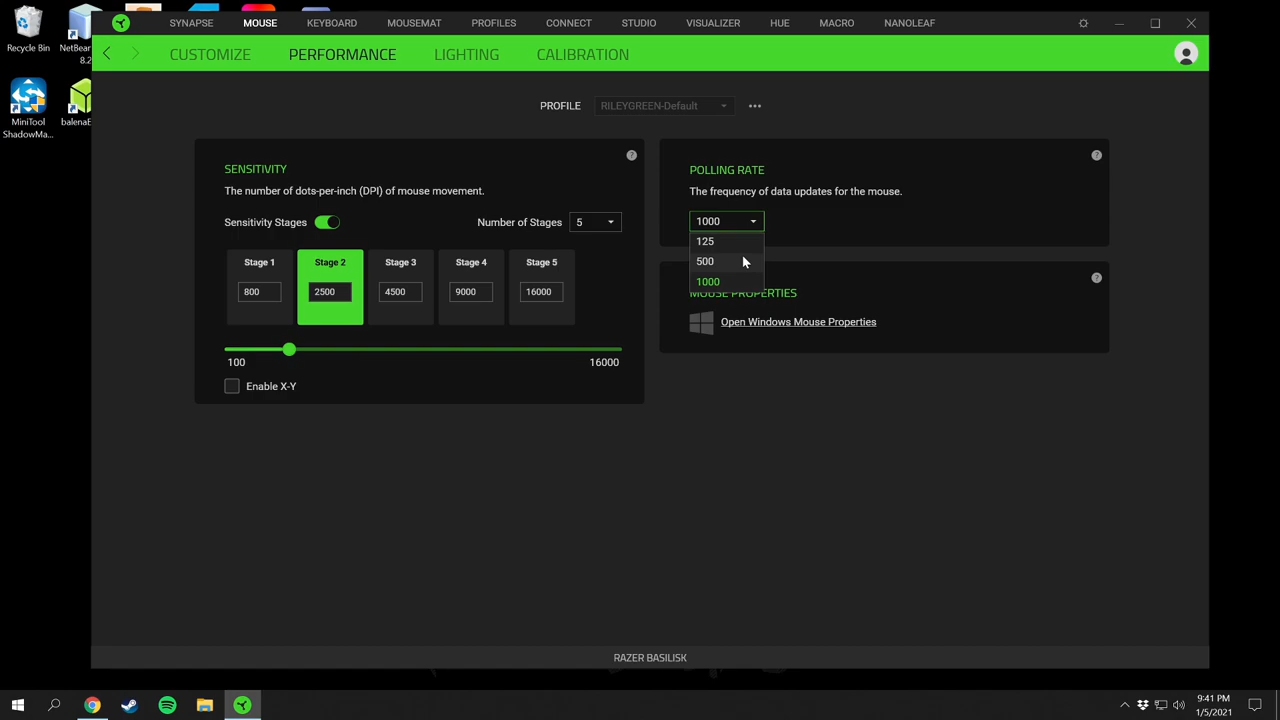 Recycle Bin
NetBea...
8.2
MiniTool
ShadowMa...
balenaE
SYNAPSE MOUSE KEYBOARD MOUSEMAT PROFILES CONNECT STUDIO VISUALIZER HUE MACRO NANOLEAF
CUSTOMIZE PERFORMANCE LIGHTING CALIBRATION
PROFILE RILEYGREEN-Default
SENSITIVITY
The number of dots-per-inch (DPI) of mouse movement.
Sensitivity Stages Number of Stages 5
Stage 1 Stage 2 Stage 3 Stage 4 Stage 5
800 2500 4500 9000 16000
100 16000
Enable X-Y
POLLING RATE
The frequency of data updates for the mouse.
1000
125
500
1000
MOUSE PROPERTIES
Open Windows Mouse Properties
RAZER BASILISK
9:41 PM
1/5/2021